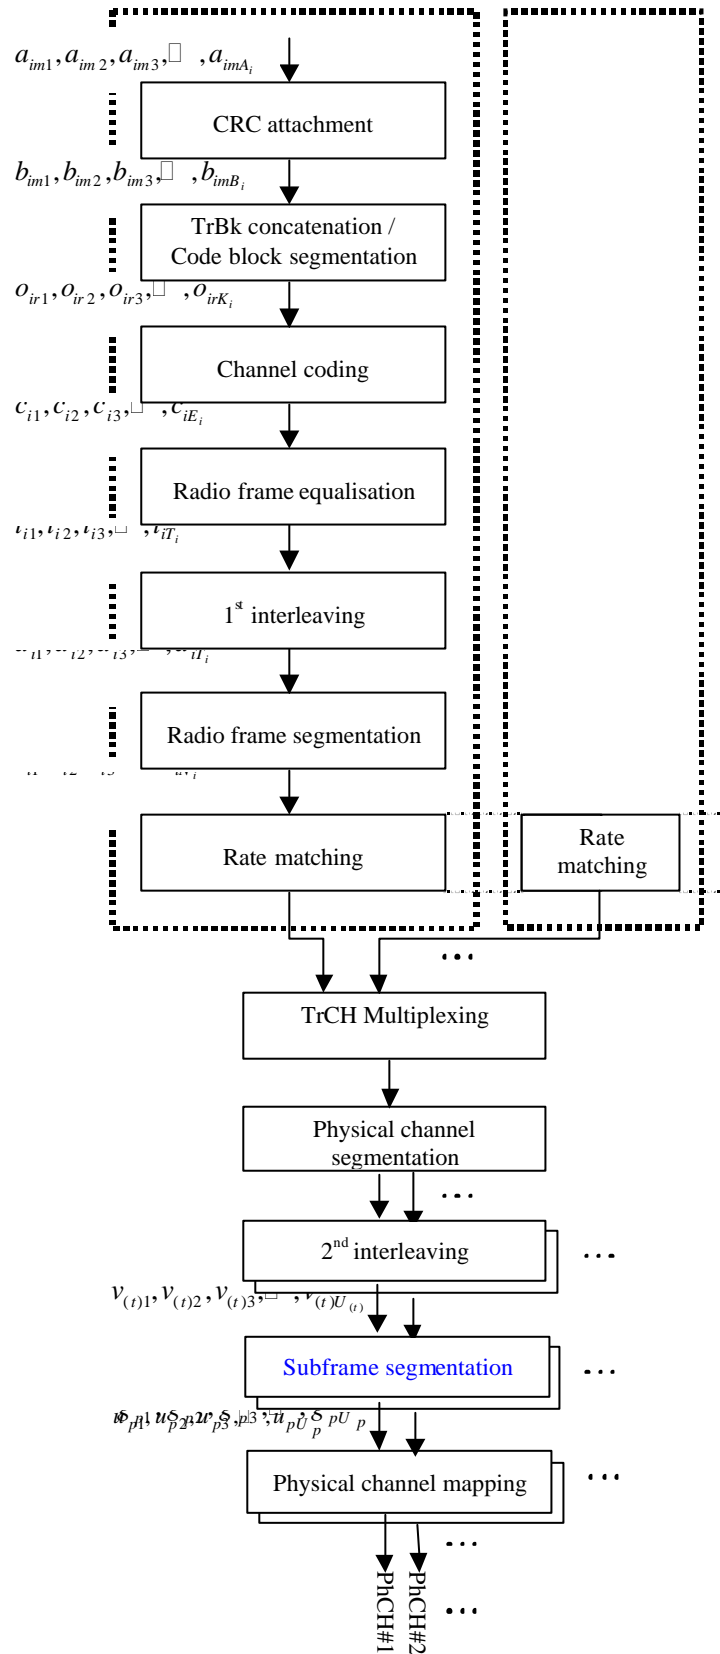 a_{im1}, a_{im2}, a_{im3}, □ , a_{imA_i}
CRC attachment
b_{im1}, b_{im2}, b_{im3}, □ , b_{imB_i}
TrBk concatenation /
Code block segmentation
o_{ir1}, o_{ir2}, o_{ir3}, □ , o_{irK_i}
Channel coding
c_{i1}, c_{i2}, c_{i3}, □ , c_{iE_i}
Radio frame equalisation
1st interleaving
Radio frame segmentation
Rate matching
Rate
matching
...
TrCH Multiplexing
Physical channel
segmentation
...
2nd interleaving
...
v_{(t)1}, v_{(t)2}, v_{(t)3}, □ , v_{(t)U_{(t)}}
Subframe segmentation
...
Physical channel mapping
...
...
PhCH#1
PhCH#2
...